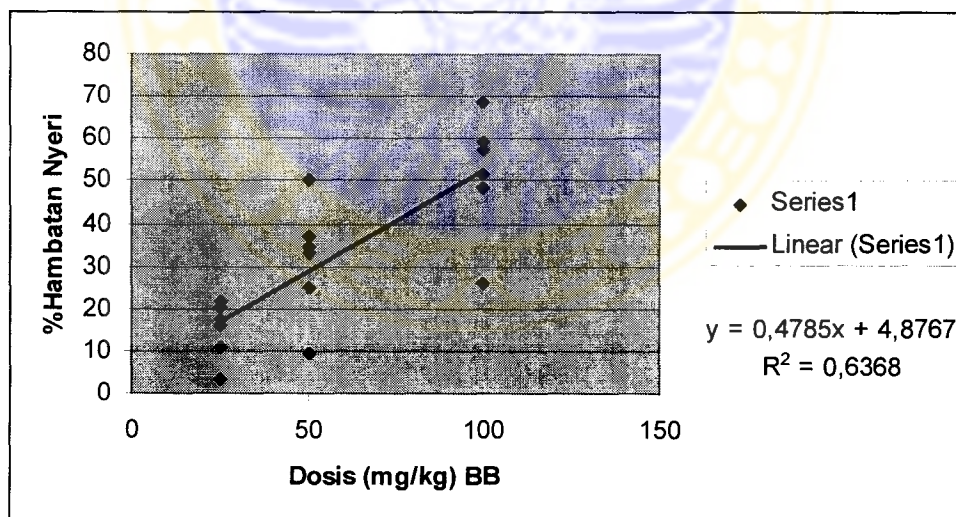 80
70
60
50
40
30
20
10
0
%Hambatan Nyeri
0 50 100 150
Dosis (mg/kg) BB
Series1
Linear (Series1)
y = 0,4785x + 4,8767
R² = 0,6368